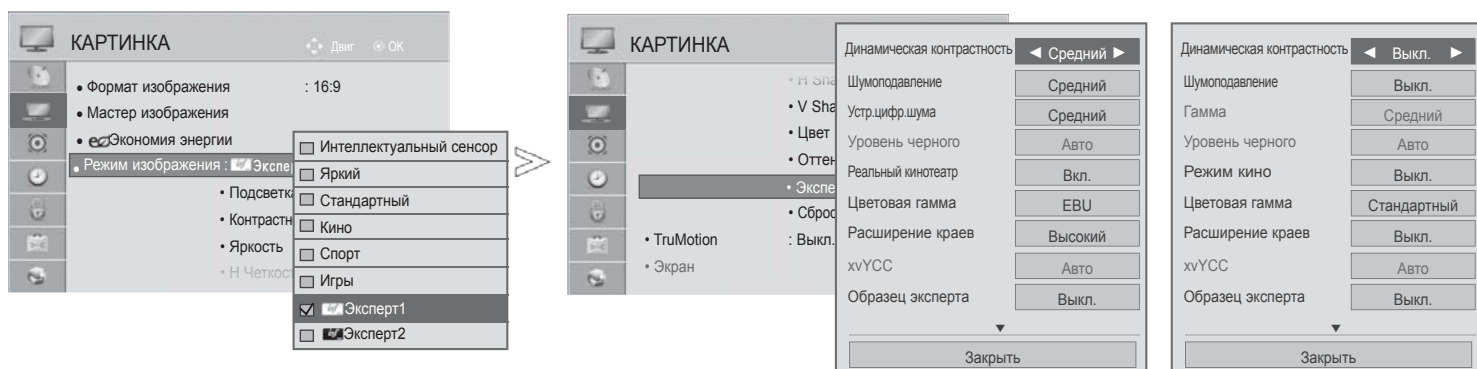 КАРТИНКА
Двиг OK
• Формат изображения : 16:9
• Мастер изображения
• Экономия энергии
• Режим изображения : Экспе
• Подсветк
• Контрастн
• Яркость
• H Четкос
Интеллектуальный сенсор
Яркий
Стандартный
Кино
Спорт
Игры
Эксперт1
Эксперт2
КАРТИНКА
• H Sha
• V Sha
• Цвет
• Оттен
• Экспе
• Сброс
• TruMotion : Выкл.
• Экран
Динамическая контрастность ◄ Средний ►
Шумоподавление Средний
Устр.цифр.шума Средний
Уровень черного Авто
Реальный кинотеатр Вкл.
Цветовая гамма EBU
Расширение краев Высокий
xvYCC Авто
Образец эксперта Выкл.
▼
Закрыть
Динамическая контрастность ◄ Выкл. ►
Шумоподавление Выкл.
Гамма Средний
Уровень черного Авто
Режим кино Выкл.
Цветовая гамма Стандартный
Расширение краев Выкл.
xvYCC Авто
Образец эксперта Выкл.
▼
Закрыть